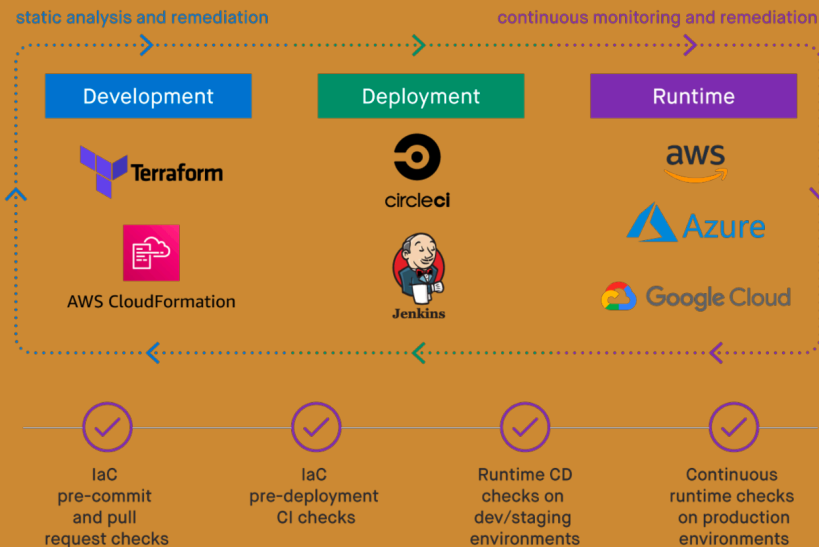 static analysis and remediation
continuous monitoring and remediation
Development
Deployment
Runtime
Terraform
circleci
aws
Azure
AWS CloudFormation
Jenkins
Google Cloud
IaC
pre-commit
and pull
request checks
IaC
pre-deployment
CI checks
Runtime CD
checks on
dev/staging
environments
Continuous
runtime checks
on production
environments